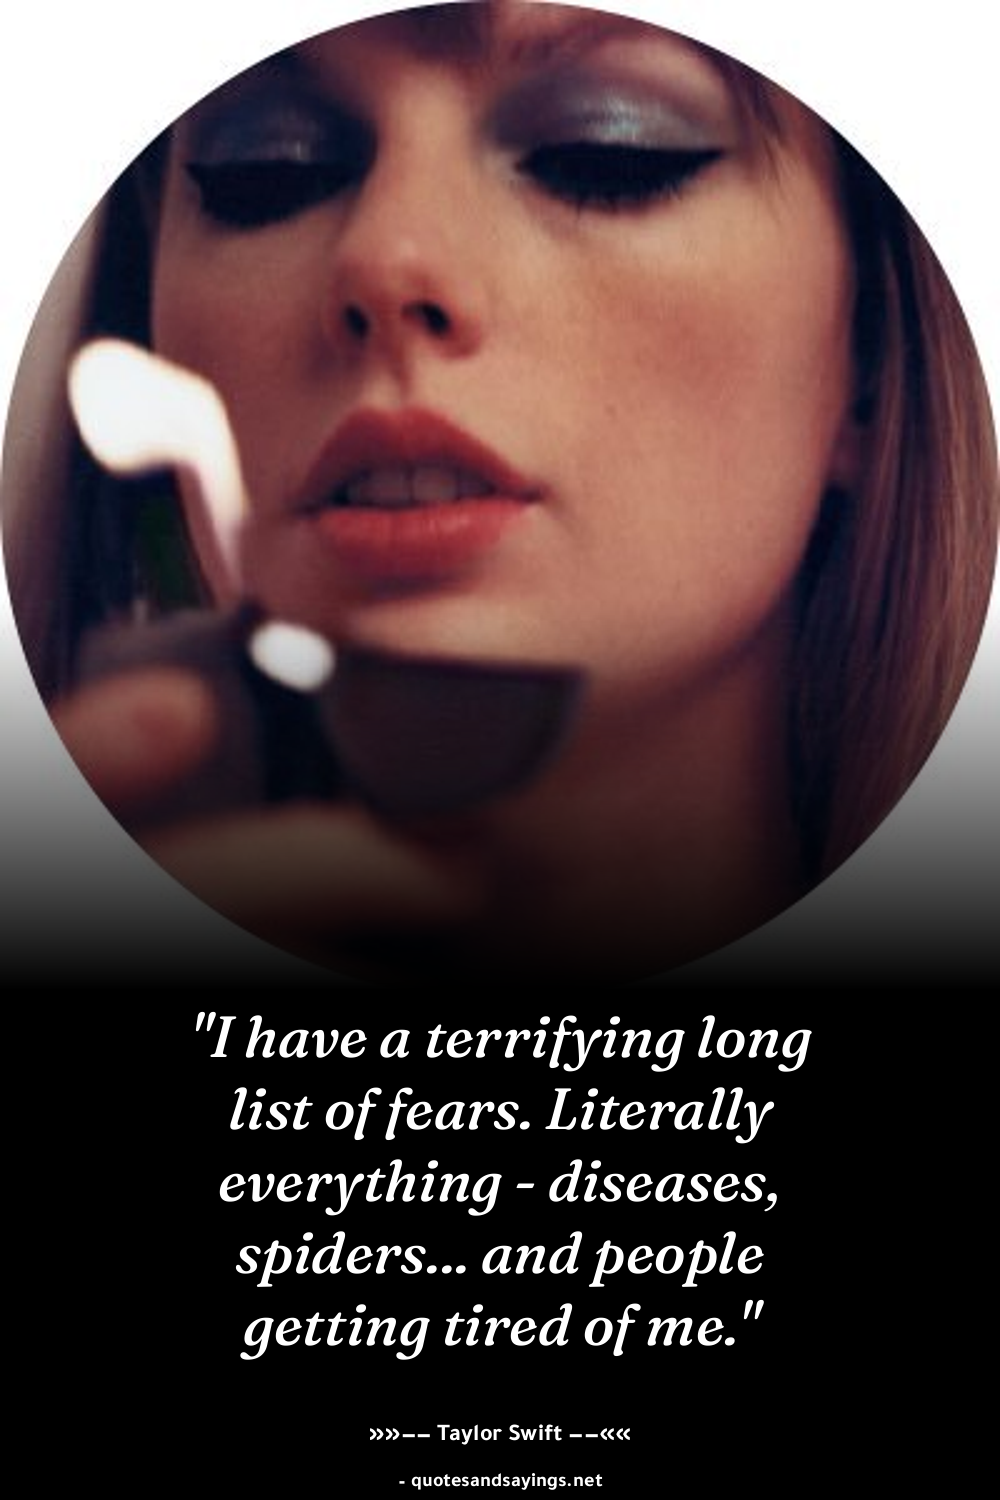 "I have a terrifying long
list of fears. Literally
everything - diseases,
spiders... and people
getting tired of me."
»»−− Taylor Swift −−««
- quotesandsayings.net